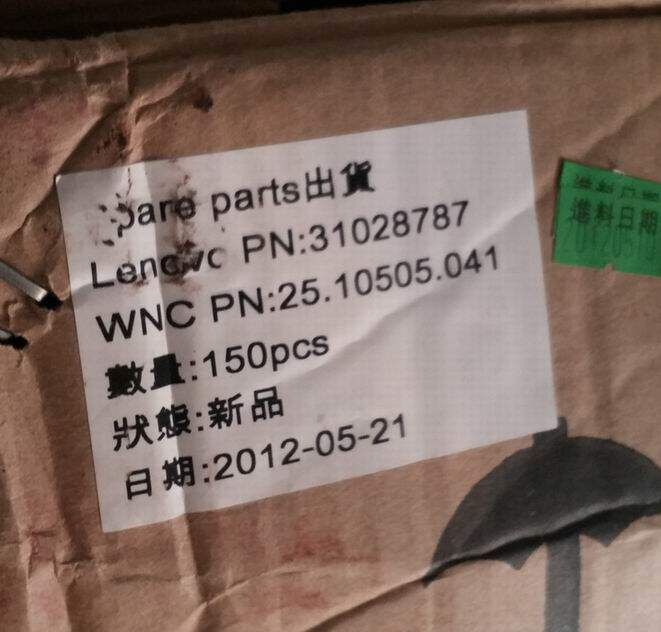 Spare parts出貨
Lenovo PN:31028787
WNC PN:25.10505.041
數量:150pcs
狀態:新品
日期:2012-05-21
進料日期